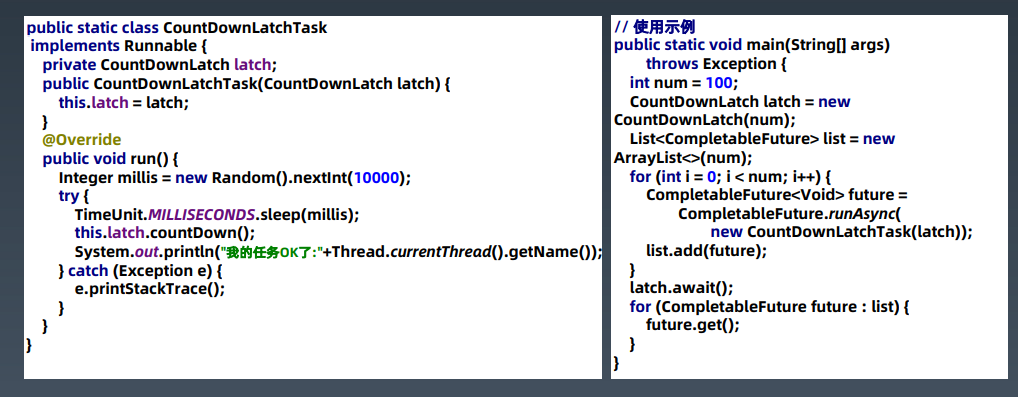 public static class CountDownLatchTask
implements Runnable {
private CountDownLatch latch;
public CountDownLatchTask(CountDownLatch latch) {
this.latch = latch;
}
@Override
public void run() {
Integer millis = new Random().nextInt(10000);
try {
TimeUnit.MILLISECONDS.sleep(millis);
this.latch.countDown();
System.out.println("我的任务OK了:"+Thread.currentThread().getName());
} catch (Exception e) {
e.printStackTrace();
}
}
}
// 使用示例
public static void main(String[] args)
throws Exception {
int num = 100;
CountDownLatch latch = new
CountDownLatch(num);
List<CompletableFuture> list = new
ArrayList<>(num);
for (int i = 0; i < num; i++) {
CompletableFuture<Void> future =
CompletableFuture.runAsync(
new CountDownLatchTask(latch));
list.add(future);
}
latch.await();
for (CompletableFuture future : list) {
future.get();
}
}